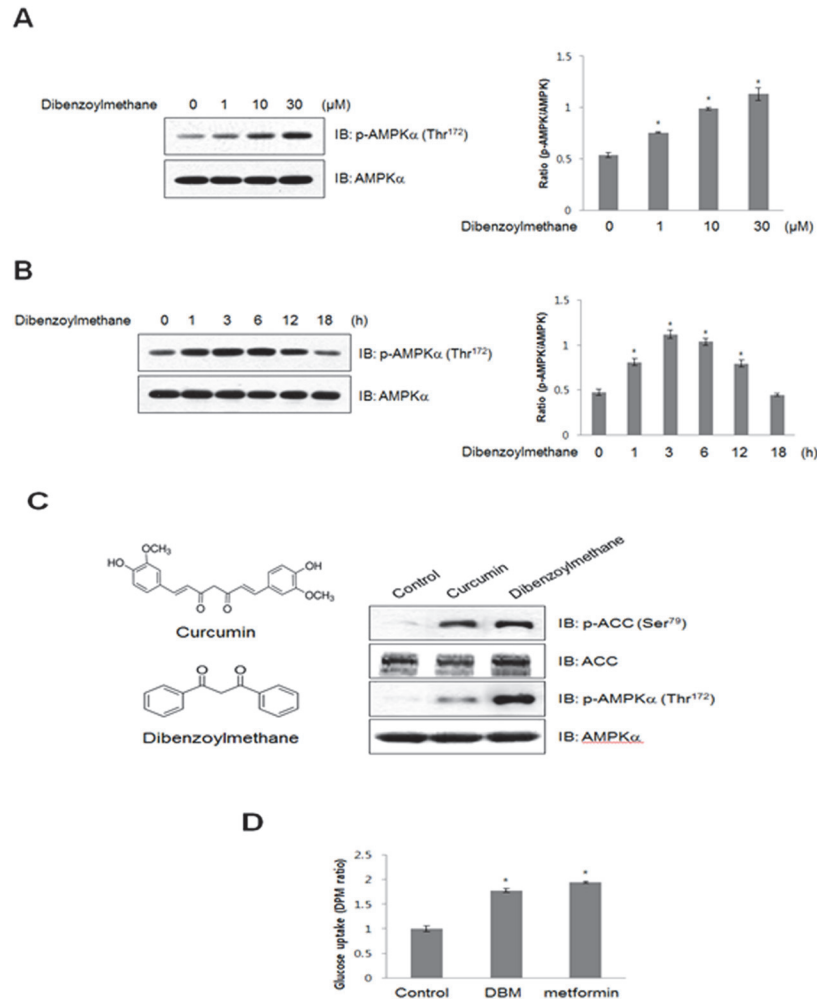 A
Dibenzoylmethane 0 1 10 30 (μM)
IB: p-AMPKα (Thr172)
IB: AMPKα
Ratio (p-AMPK/AMPK)
1.5
1
0.5
0
Dibenzoylmethane 0 1 10 30 (μM)
* * *
B
Dibenzoylmethane 0 1 3 6 12 18 (h)
IB: p-AMPKα (Thr172)
IB: AMPKα
Ratio (p-AMPK/AMPK)
1.5
1
0.5
0
Dibenzoylmethane 0 1 3 6 12 18 (h)
* * * *
C
OCH3
HO
OH
OCH3
O O
Curcumin
O O
Dibenzoylmethane
Control Curcumin Dibenzoylmethane
IB: p-ACC (Ser79)
IB: ACC
IB: p-AMPKα (Thr172)
IB: AMPKα
D
Glucose uptake (DPM ratio)
2.5
2
1.5
1
0.5
0
* *
Control DBM metformin